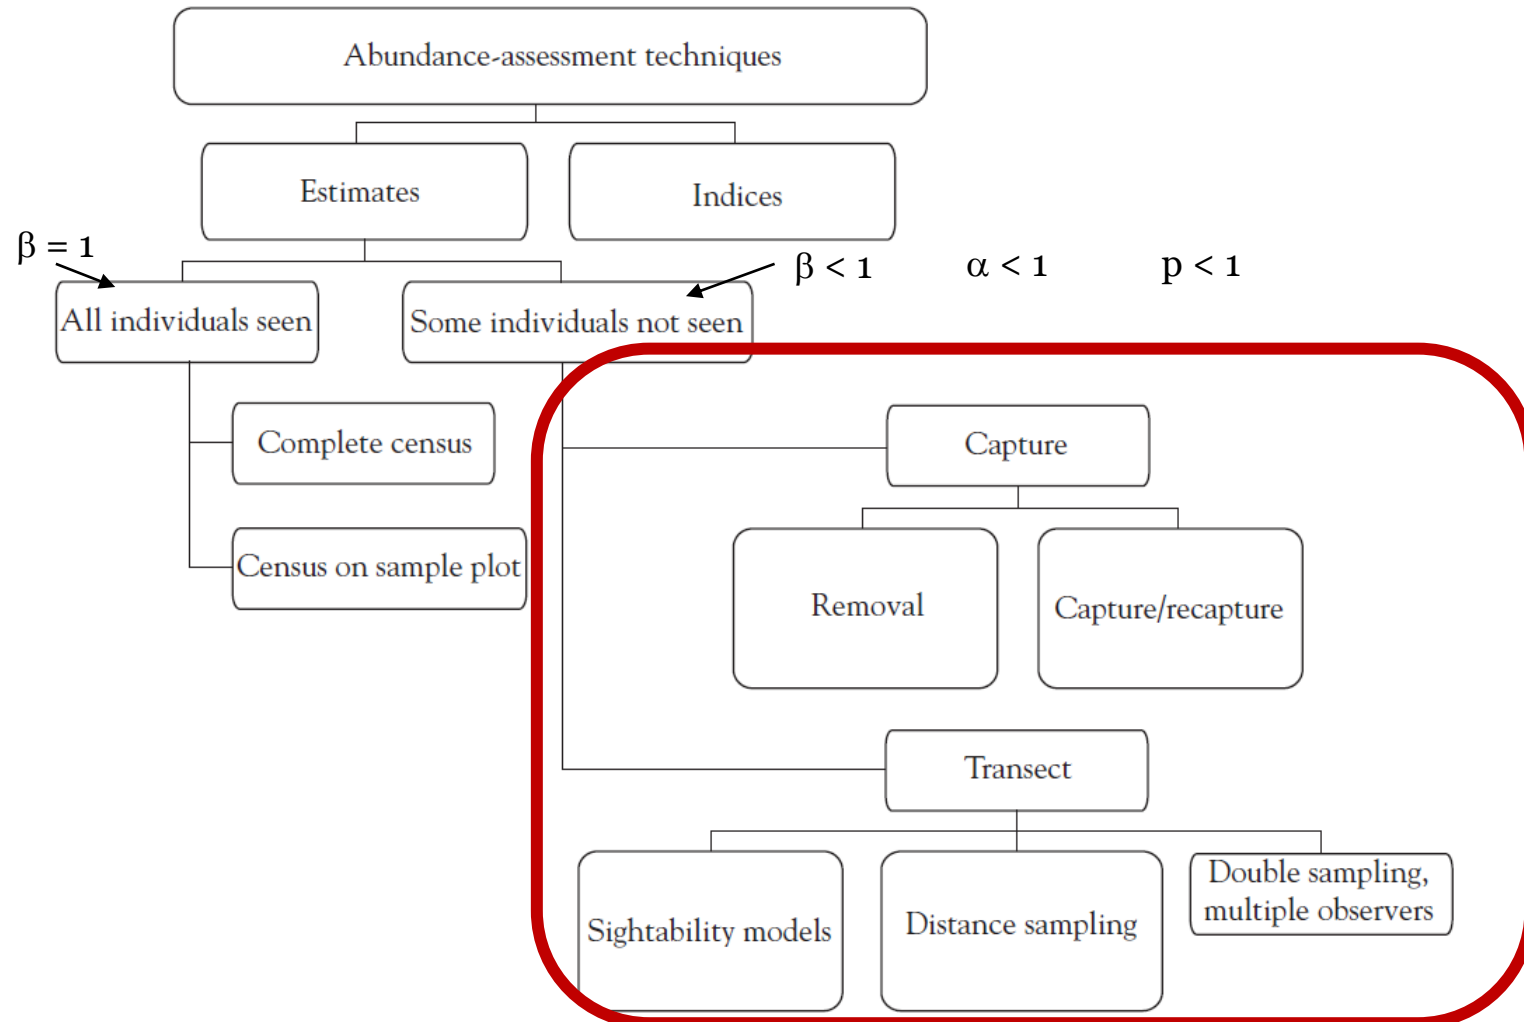 Abundance-assessment techniques
Estimates
Indices
β = 1
β < 1
α < 1
p < 1
All individuals seen
Some individuals not seen
Complete census
Capture
Census on sample plot
Removal
Capture/recapture
Transect
Sightability models
Distance sampling
Double sampling,
multiple observers